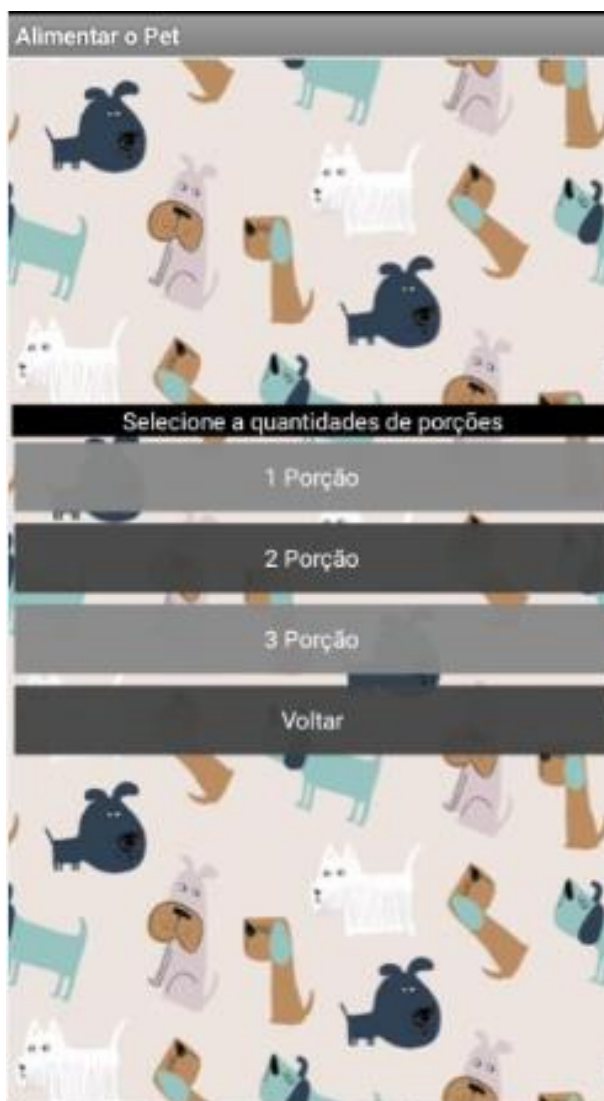 Alimentar o Pet
Selecione a quantidades de porções
1 Porção
2 Porção
3 Porção
Voltar